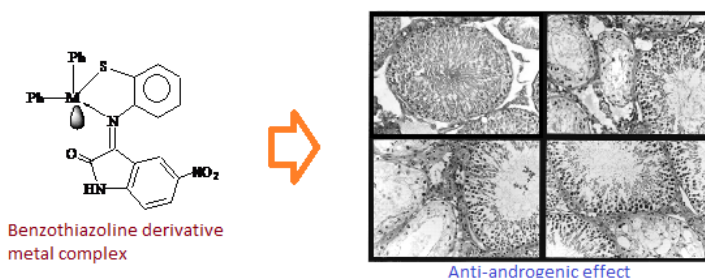 Ph
S
Ph
M
N
O
HN
NO₂
Benzothiazoline derivative
metal complex
Anti-androgenic effect